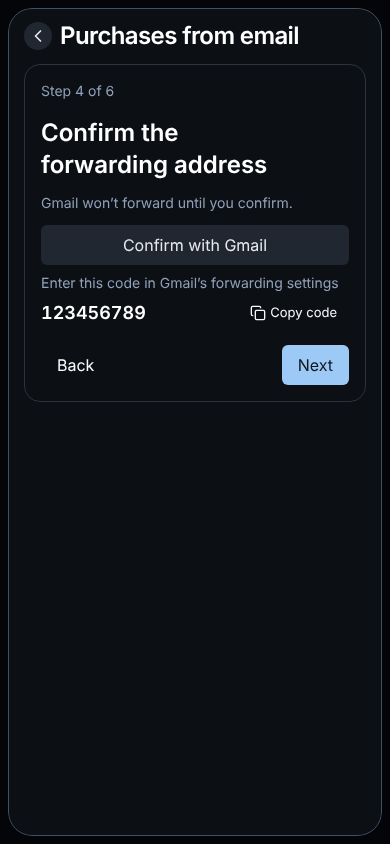 Purchases from email
Step 4 of 6
Confirm the
forwarding address
Gmail won’t forward until you confirm.
Confirm with Gmail
Enter this code in Gmail’s forwarding settings
123456789
Copy code
Back
Next